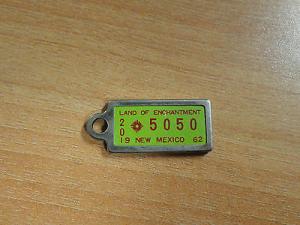 LAND OF ENCHANTMENT
20 5050
19 NEW MEXICO 62